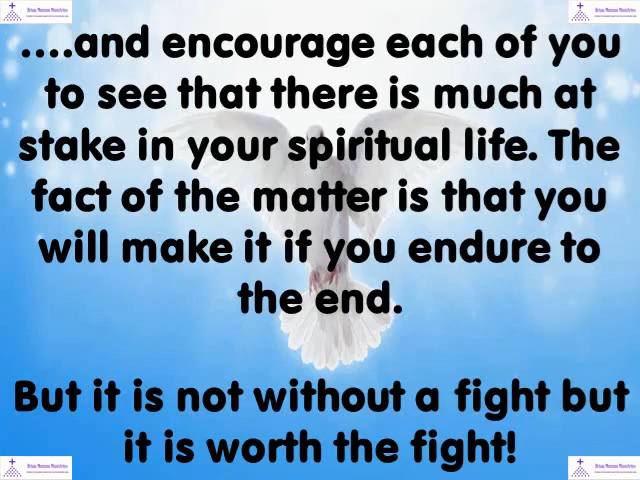 ....and encourage each of you
to see that there is much at
stake in your spiritual life. The
fact of the matter is that you
will make it if you endure to
the end.
But it is not without a fight but
it is worth the fight!